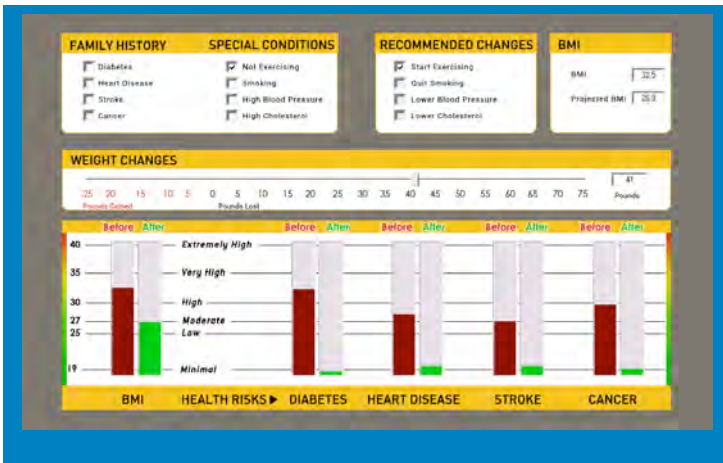 FAMILY HISTORY
Diabetes
Heart Disease
Stroke
Cancer
SPECIAL CONDITIONS
Not Exercising
Smoking
High Blood Pressure
High Cholesterol
RECOMMENDED CHANGES
Start Exercising
Quit Smoking
Lower Blood Pressure
Lower Cholesterol
BMI
BMI 32.5
Projected BMI
WEIGHT CHANGES
25 20 15 10 5 0 5 10 15 20 25 30 35 40 45 50 55 60 65 70 75
Pounds Gained Pounds Lost
41
Pounds
Before After Before After Before After Before After Before After
40 Extremely High
35 Very High
30 High
27 Moderate
25 Low
19 Minimal
BMI HEALTH RISKS▶ DIABETES HEART DISEASE STROKE CANCER